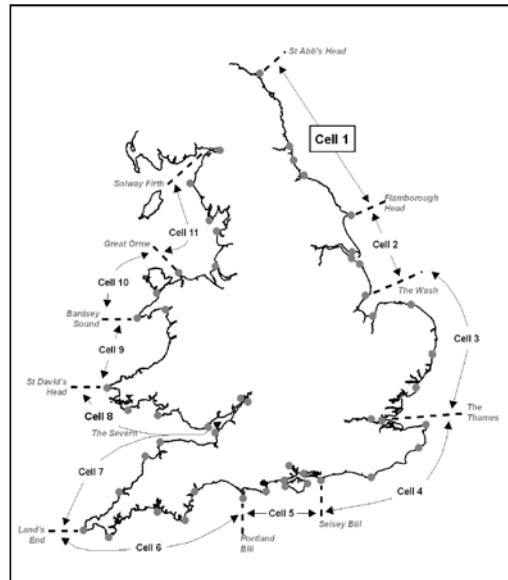 St Abb's Head
Cell 1
Solway Firth
Flamborough
Head
Cell 11
Great Orme
Cell 2
Cell 10
The Wash
Bardsey
Sound
Cell 3
Cell 9
St David's
Head
Cell 8
The Severn
The
Thames
Cell 7
Cell 4
Land's
End
Cell 5
Selsey Bill
Cell 6
Portland
Bill